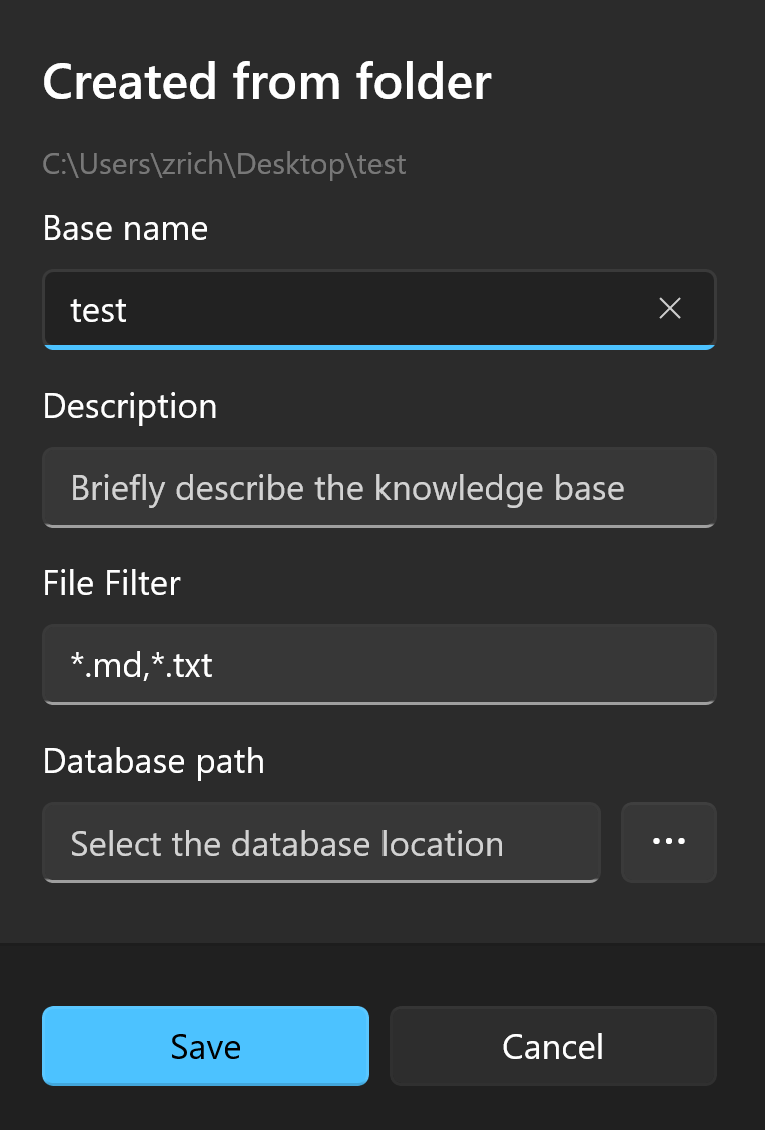 Created from folder
C:\Users\zrich\Desktop\test
Base name
test
Description
Briefly describe the knowledge base
File Filter
*.md,*.txt
Database path
Select the database location
Save
Cancel